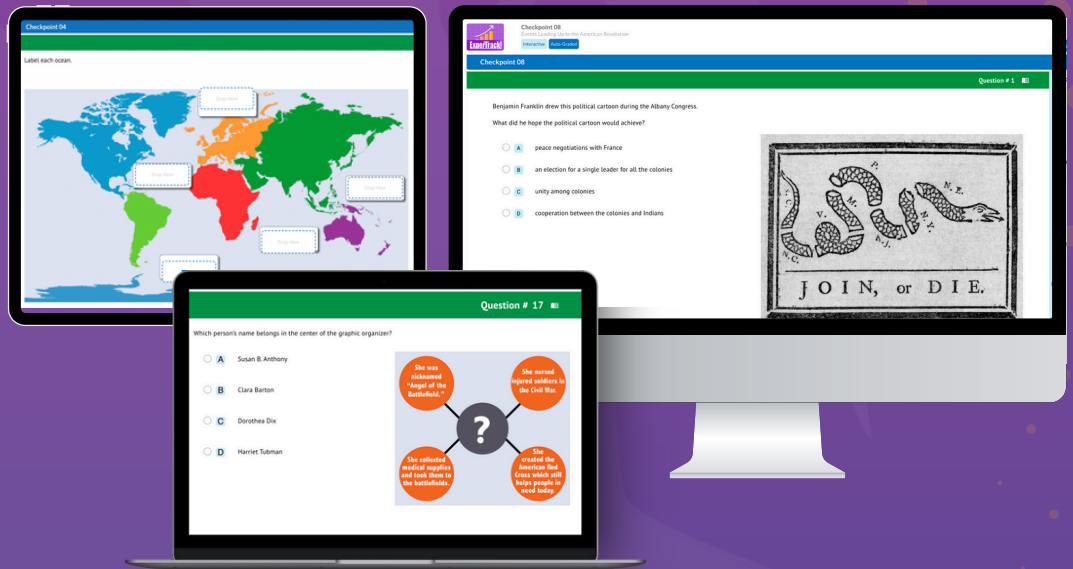 Checkpoint 04
Label each ocean.
Drop Here
Drop Here
Drop Here
Drop Here
ExperTrack!
Checkpoint 08
Events Leading Up to the American Revolution
Interactive
Auto-Graded
Checkpoint 08
Question # 1
Benjamin Franklin drew this political cartoon during the Albany Congress.
What did he hope the political cartoon would achieve?
A peace negotiations with France
B an election for a single leader for all the colonies
C unity among colonies
D cooperation between the colonies and Indians
S.C.
N.C.
V.
M.
P.
N.J.
N.Y.
N.E.
JOIN, or DIE.
Question # 17
Which person's name belongs in the center of the graphic organizer?
A Susan B. Anthony
B Clara Barton
C Dorothea Dix
D Harriet Tubman
She was
nicknamed
"Angel of the
Battlefield."
She nursed
injured soldiers in
the Civil War.
?
She collected
medical supplies
and took them to
the battlefields.
She
created the
American Red
Cross which still
helps people in
need today.